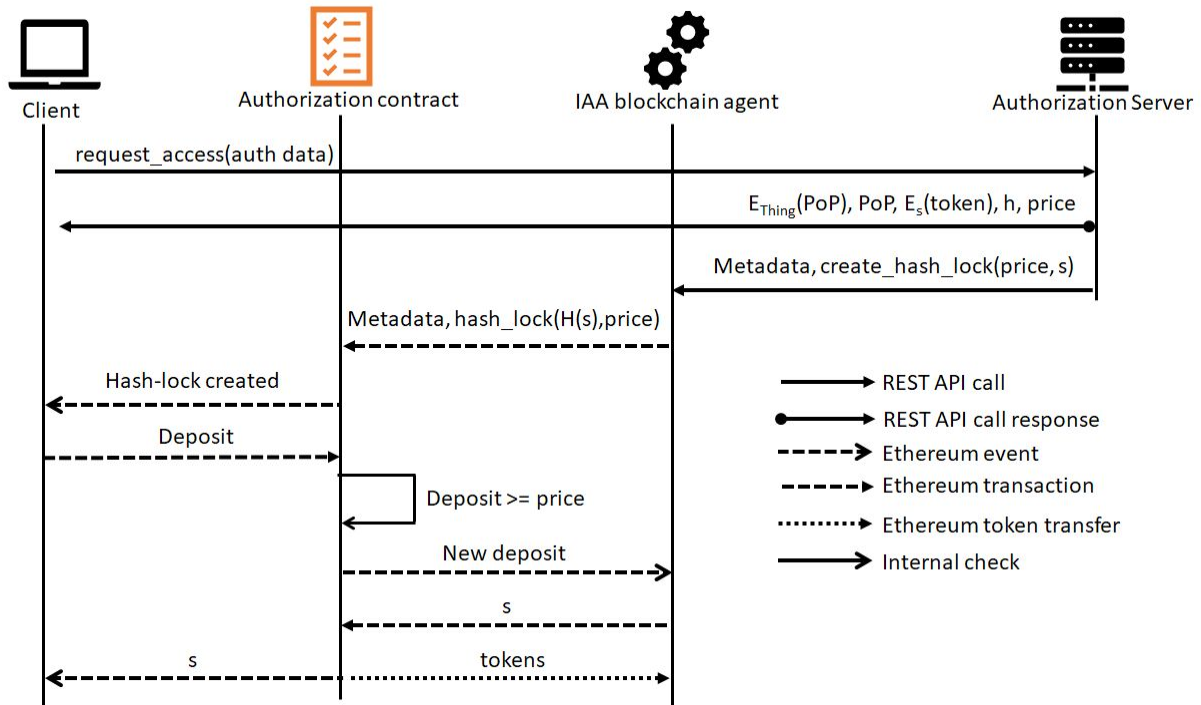 Client
Authorization contract
IAA blockchain agent
Authorization Server
request_access(auth data)
EThing(PoP), PoP, Es(token), h, price
Metadata, create_hash_lock(price, s)
Metadata, hash_lock(H(s),price)
Hash-lock created
Deposit
Deposit >= price
New deposit
s
s
tokens
REST API call
REST API call response
Ethereum event
Ethereum transaction
Ethereum token transfer
Internal check